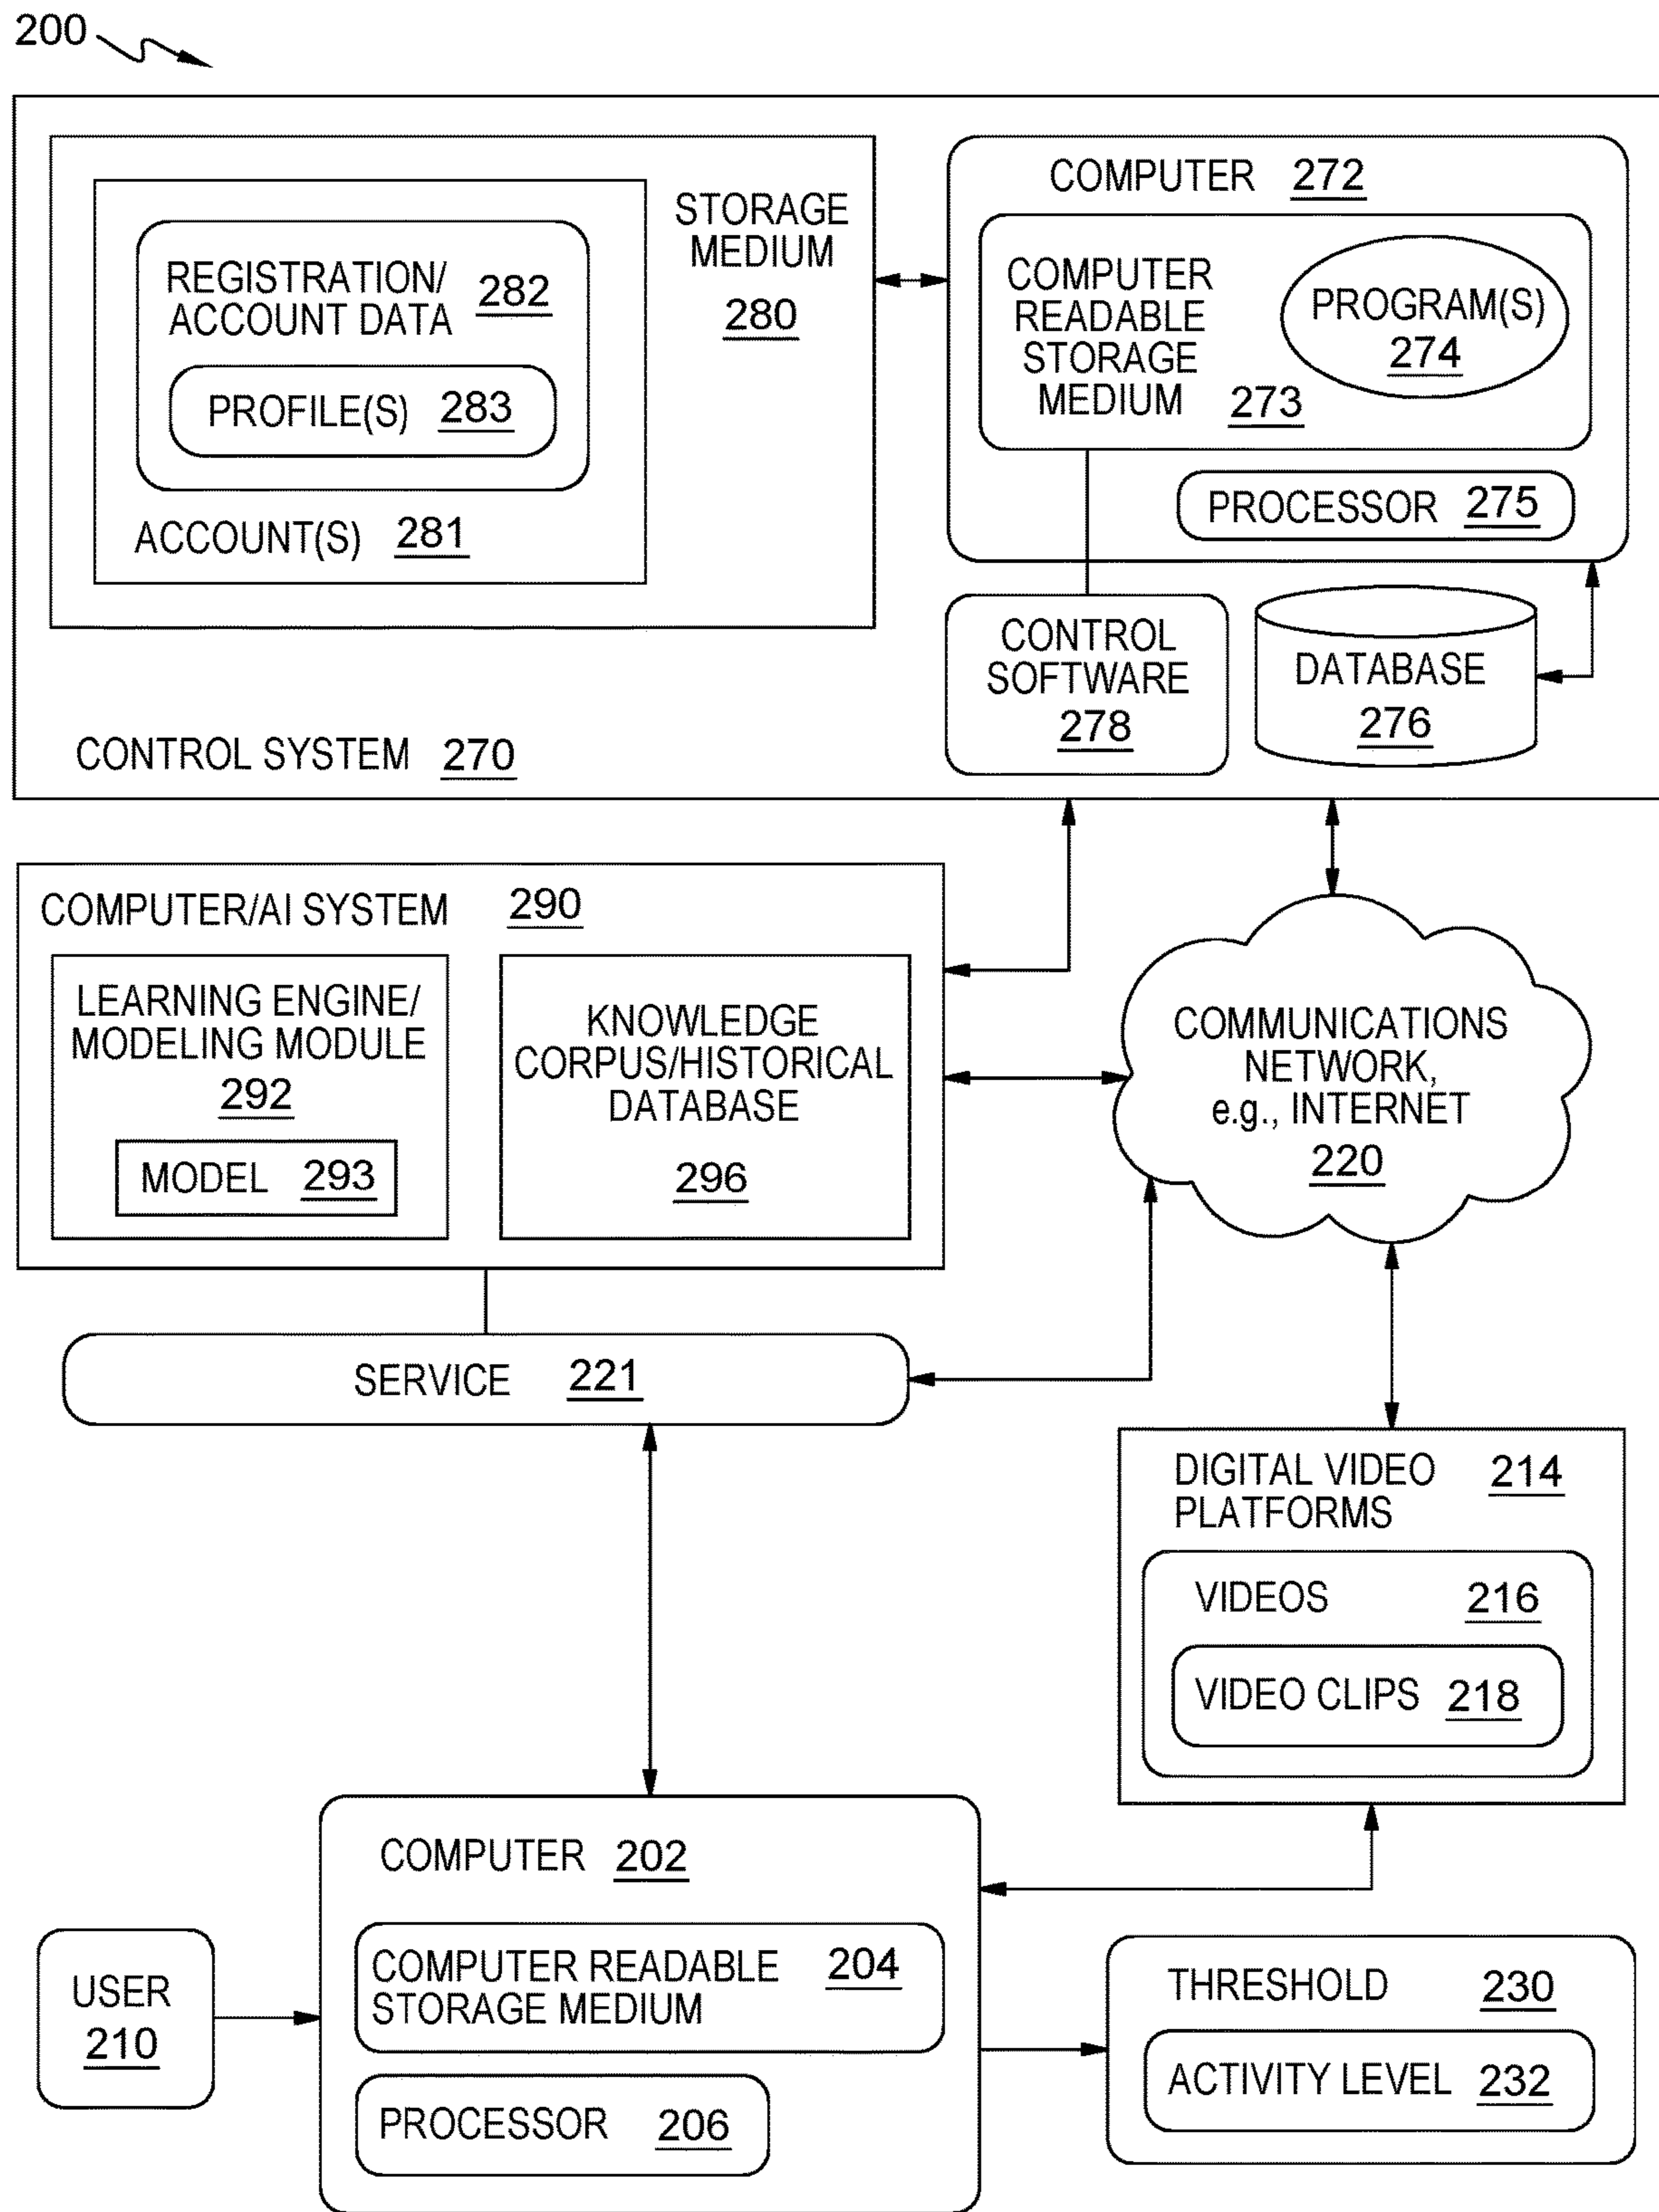 200
STORAGE
MEDIUM
280
REGISTRATION/
ACCOUNT DATA 282
PROFILE(S) 283
ACCOUNT(S) 281
COMPUTER 272
COMPUTER
READABLE
STORAGE
MEDIUM 273
PROGRAM(S)
274
PROCESSOR 275
CONTROL
SOFTWARE
278
DATABASE
276
CONTROL SYSTEM 270
COMPUTER/AI SYSTEM 290
LEARNING ENGINE/
MODELING MODULE
292
MODEL 293
KNOWLEDGE
CORPUS/HISTORICAL
DATABASE
296
COMMUNICATIONS
NETWORK,
e.g., INTERNET
220
SERVICE 221
DIGITAL VIDEO 214
PLATFORMS
VIDEOS 216
VIDEO CLIPS 218
COMPUTER 202
COMPUTER READABLE 204
STORAGE MEDIUM
PROCESSOR 206
USER
210
THRESHOLD 230
ACTIVITY LEVEL 232